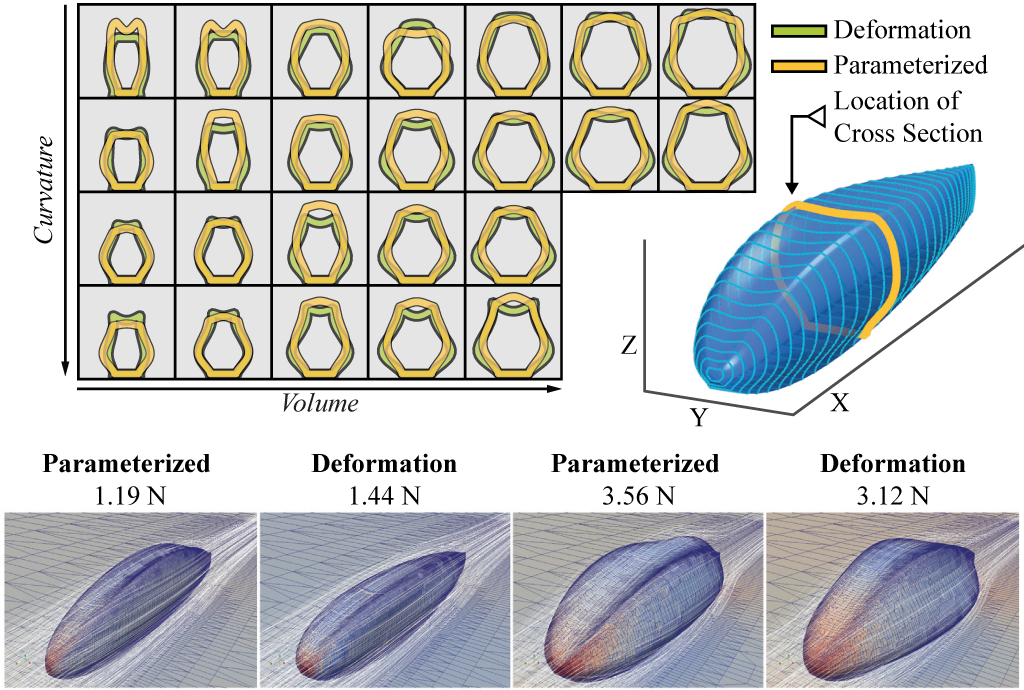 Deformation
Parameterized
Location of
Cross Section
Curvature
Volume
Z
Y
X
Parameterized
1.19 N
Deformation
1.44 N
Parameterized
3.56 N
Deformation
3.12 N